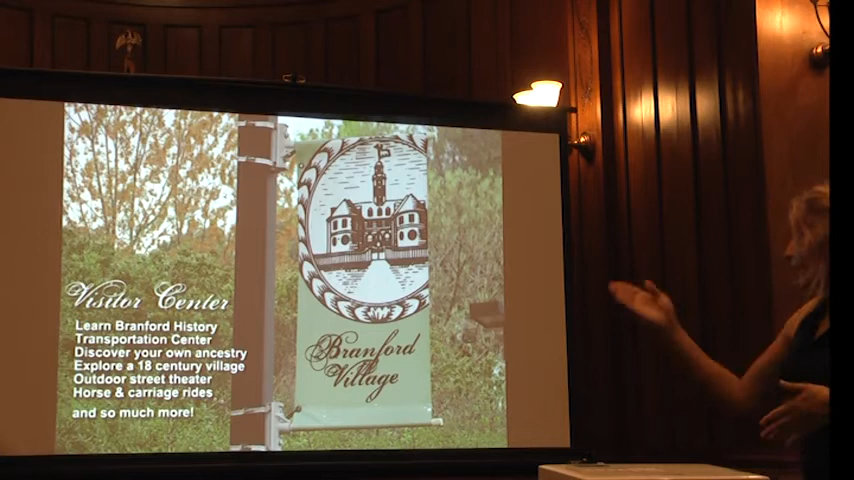 Visitor Center
Learn Branford History
Transportation Center
Discover your own ancestry
Explore a 18 century village
Outdoor street theater
Horse & carriage rides
and so much more!
Branford
Village